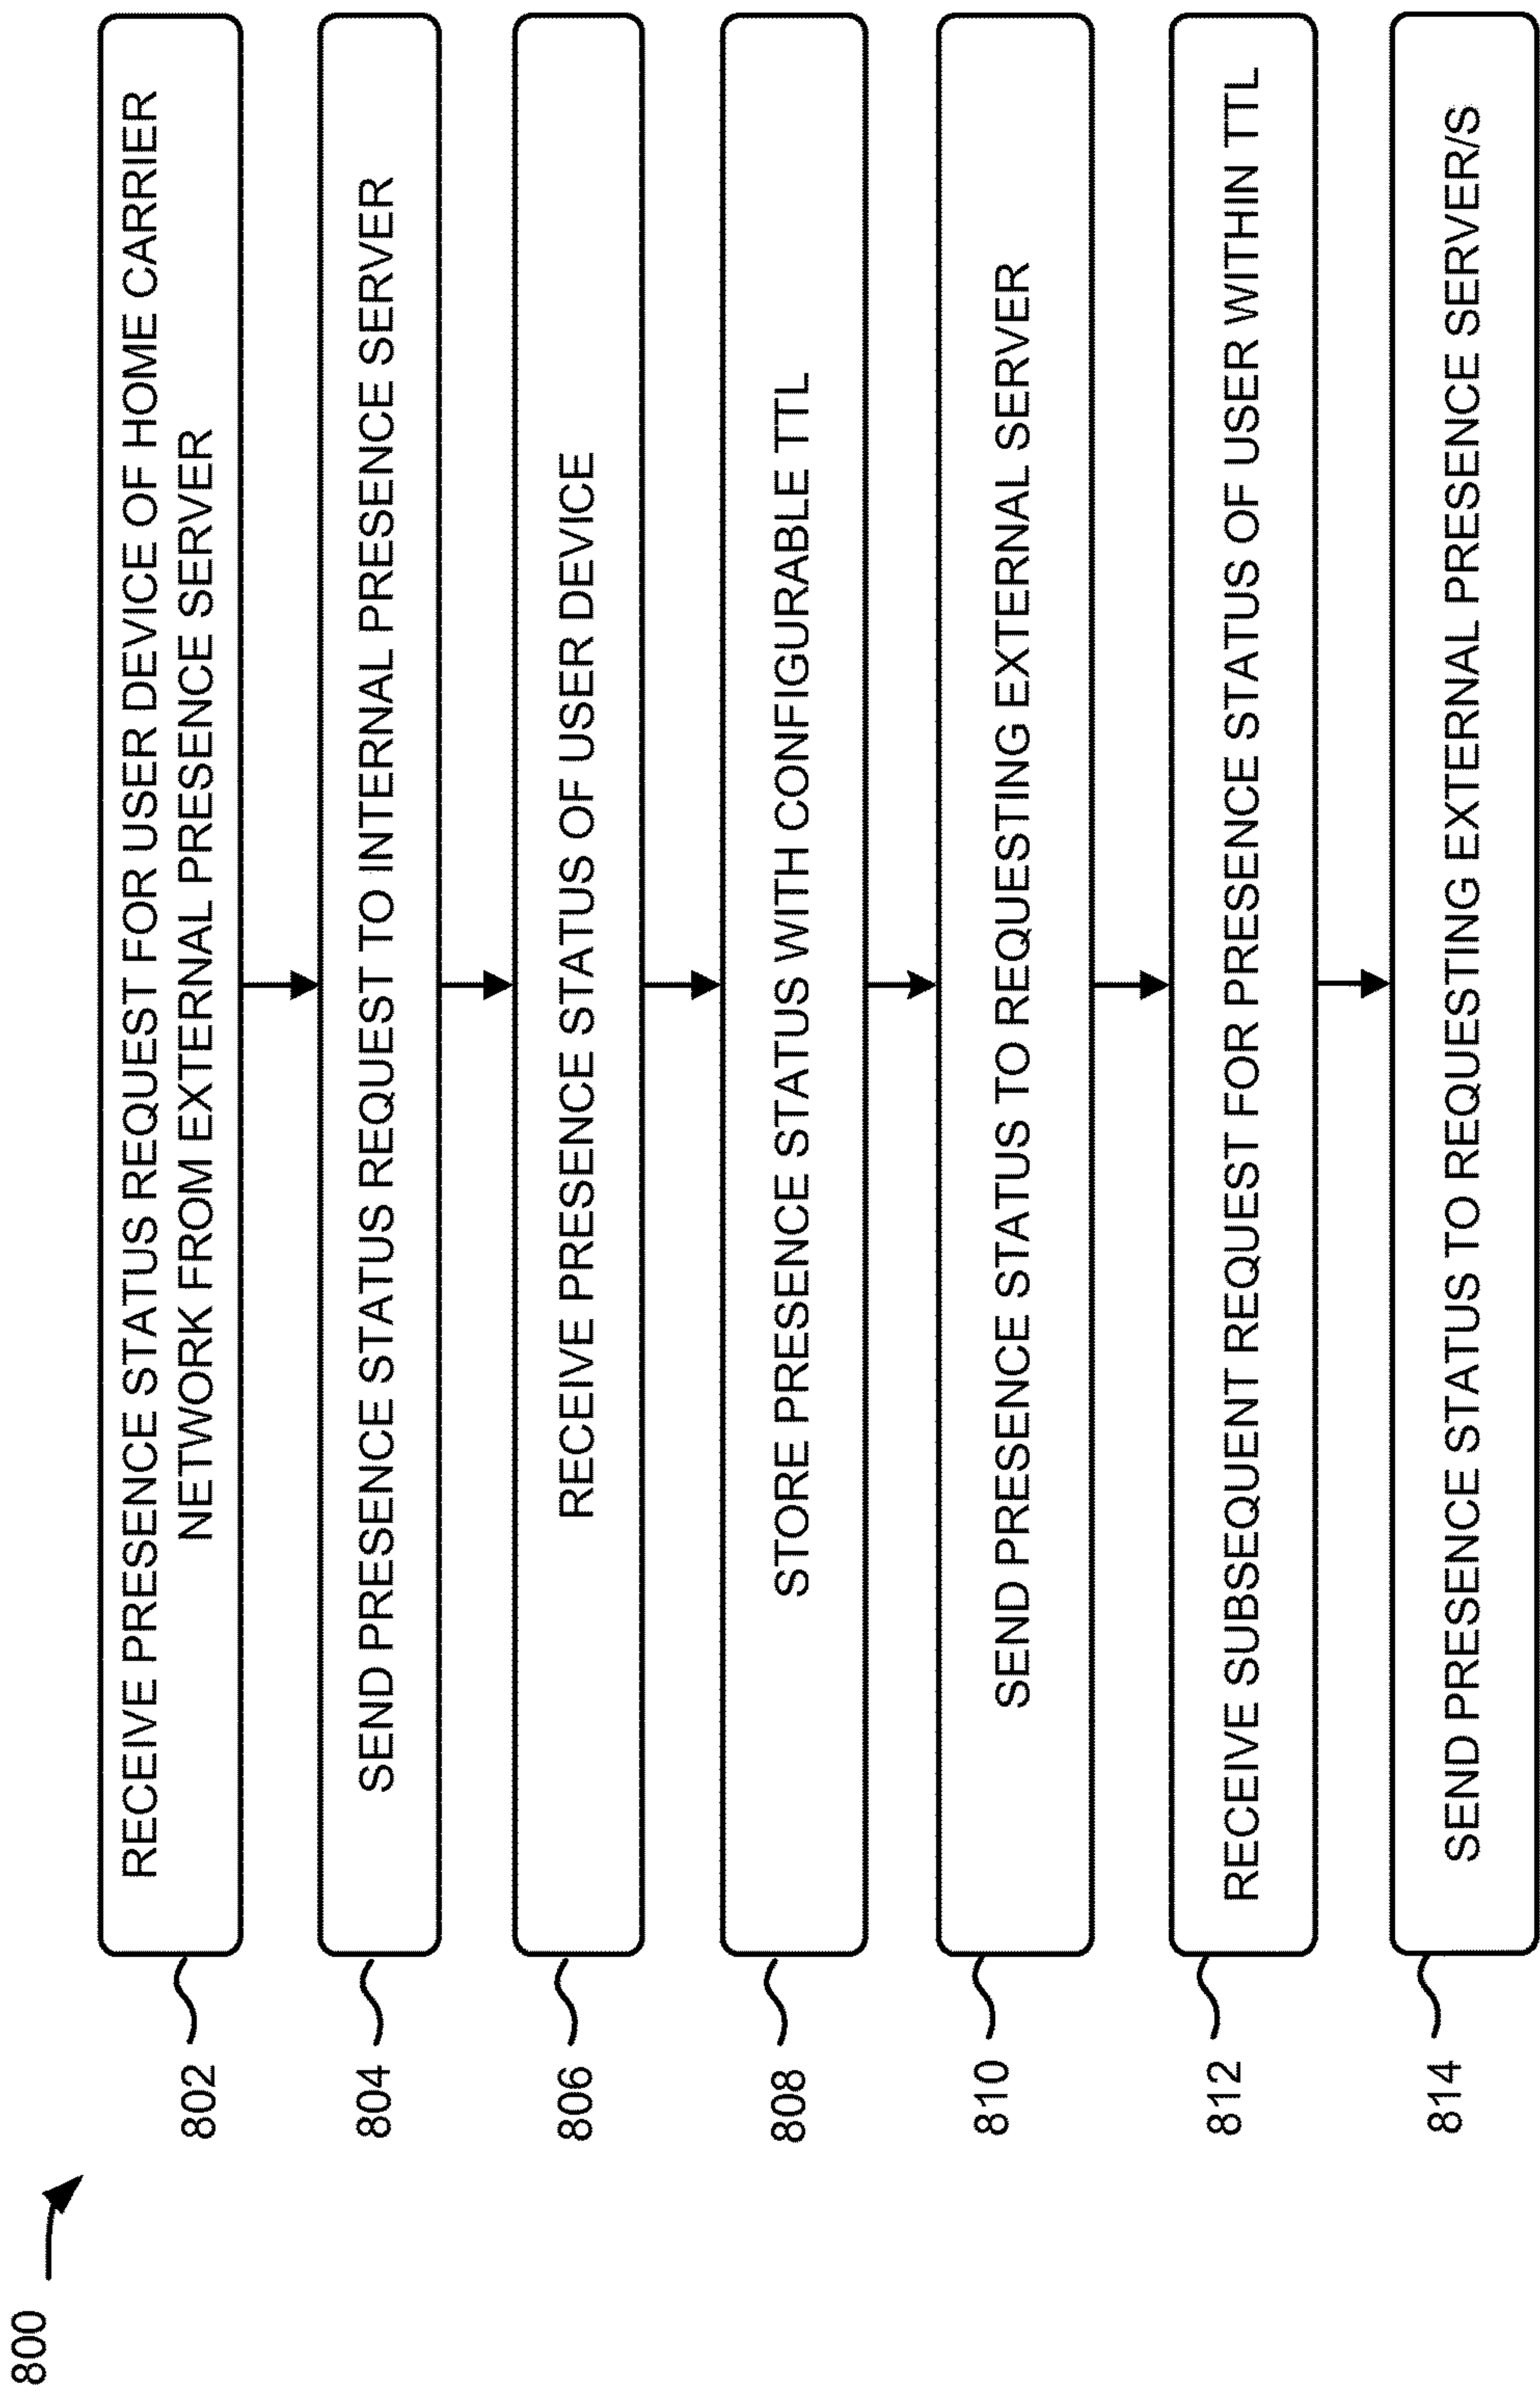 800
802
RECEIVE PRESENCE STATUS REQUEST FOR USER DEVICE OF HOME CARRIER
NETWORK FROM EXTERNAL PRESENCE SERVER
804
SEND PRESENCE STATUS REQUEST TO INTERNAL PRESENCE SERVER
806
RECEIVE PRESENCE STATUS OF USER DEVICE
808
STORE PRESENCE STATUS WITH CONFIGURABLE TTL
810
SEND PRESENCE STATUS TO REQUESTING EXTERNAL SERVER
812
RECEIVE SUBSEQUENT REQUEST FOR PRESENCE STATUS OF USER WITHIN TTL
814
SEND PRESENCE STATUS TO REQUESTING EXTERNAL PRESENCE SERVER/S